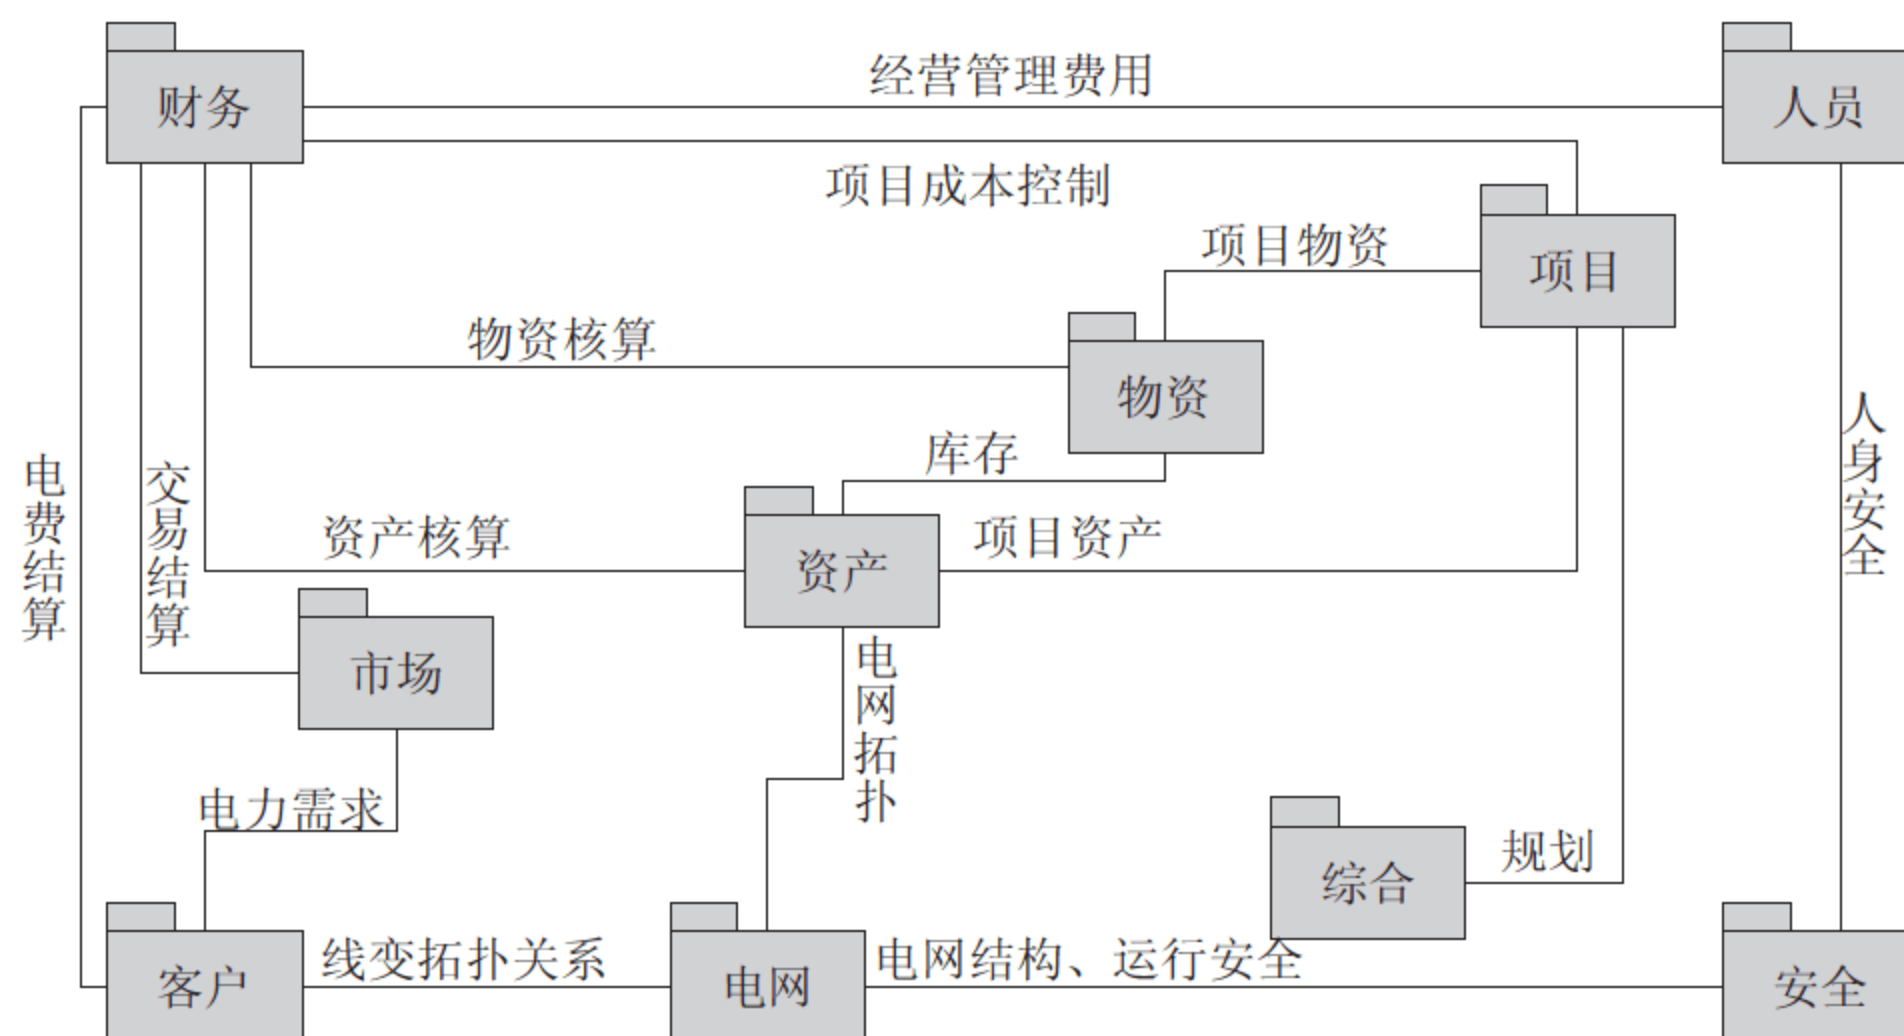 经营管理费用
财务
人员
项目成本控制
项目物资
项目
物资核算
物资
库存
人身安全
电费结算
交易结算
资产核算
资产
项目资产
市场
电网拓扑
电力需求
规划
综合
线变拓扑关系
电网结构、运行安全
客户
电网
安全